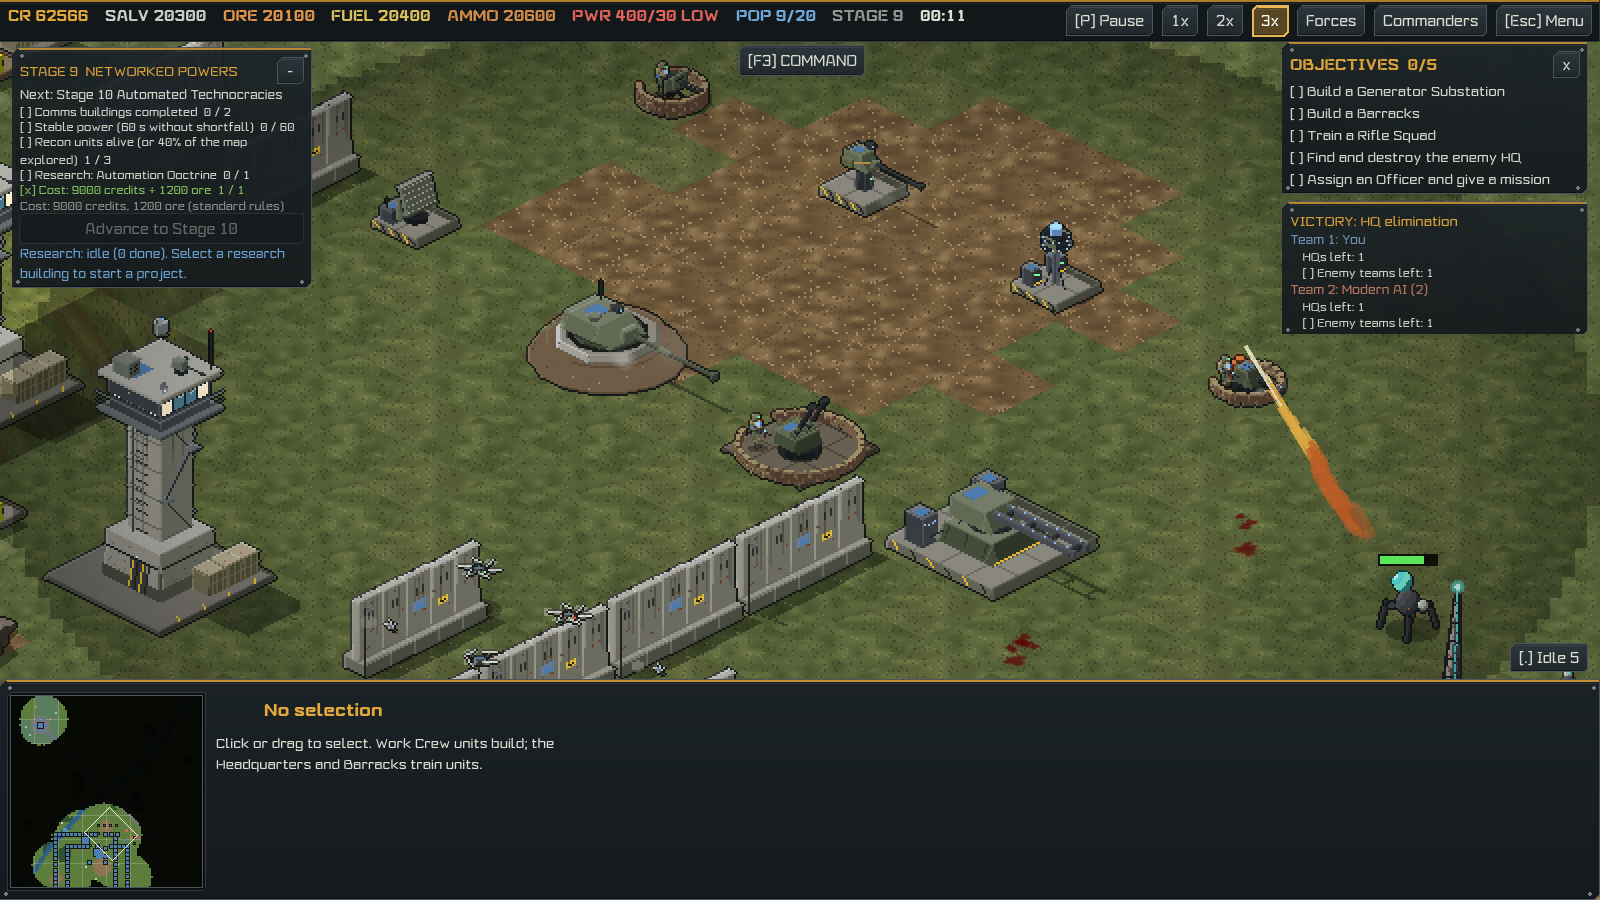 CR 62566 SALV 20300 ORE 20100 FUEL 20400 AMMO 20600 PWR 400/30 LOW POP 9/20 STAGE 9 00:11 [P] Pause 1x 2x 3x Forces Commanders [Esc] Menu
[F3] COMMAND
STAGE 9 NETWORKED POWERS -
Next: Stage 10 Automated Technocracies
[ ] Comms buildings completed 0 / 2
[ ] Stable power (60 s without shortfall) 0 / 60
[ ] Recon units alive (or 40% of the map
explored) 1 / 3
[ ] Research: Automation Doctrine 0 / 1
[x] Cost: 9000 credits + 1200 ore 1 / 1
Cost: 9000 credits, 1200 ore (standard rules)
Advance to Stage 10
Research: idle (0 done). Select a research
building to start a project.
OBJECTIVES 0/5 x
[ ] Build a Generator Substation
[ ] Build a Barracks
[ ] Train a Rifle Squad
[ ] Find and destroy the enemy HQ
[ ] Assign an Officer and give a mission
VICTORY: HQ elimination
Team 1: You
HQs left: 1
[ ] Enemy teams left: 1
Team 2: Modern AI (2)
HQs left: 1
[ ] Enemy teams left: 1
[.] Idle 5
No selection
Click or drag to select. Work Crew units build; the
Headquarters and Barracks train units.